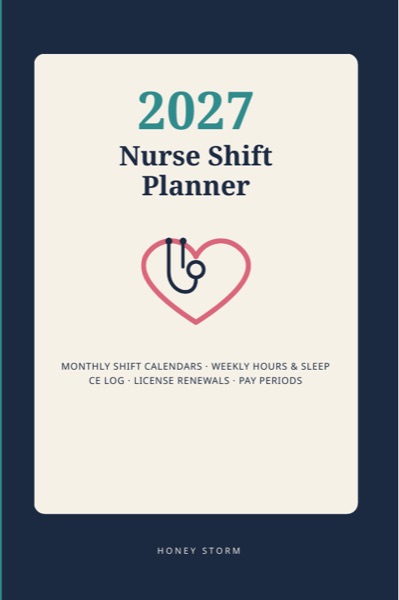 2027
Nurse Shift
Planner
MONTHLY SHIFT CALENDARS · WEEKLY HOURS & SLEEP
CE LOG · LICENSE RENEWALS · PAY PERIODS
HONEY STORM